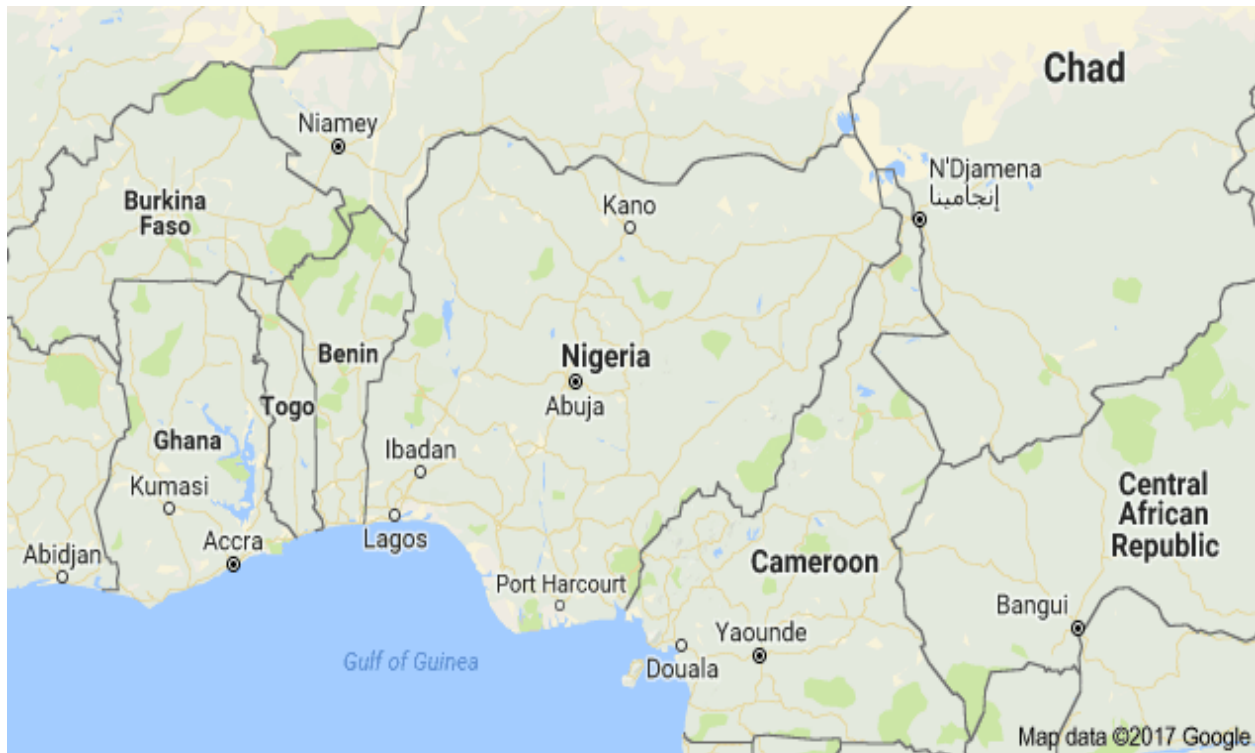 Chad
Niamey
N'Djamena
إنجامينا
Burkina
Faso
Kano
Benin
Nigeria
Togo
Abuja
Ghana
Ibadan
Kumasi
Central
African
Republic
Lagos
Accra
Abidjan
Cameroon
Port Harcourt
Bangui
Yaounde
Gulf of Guinea
Douala
Map data ©2017 Google